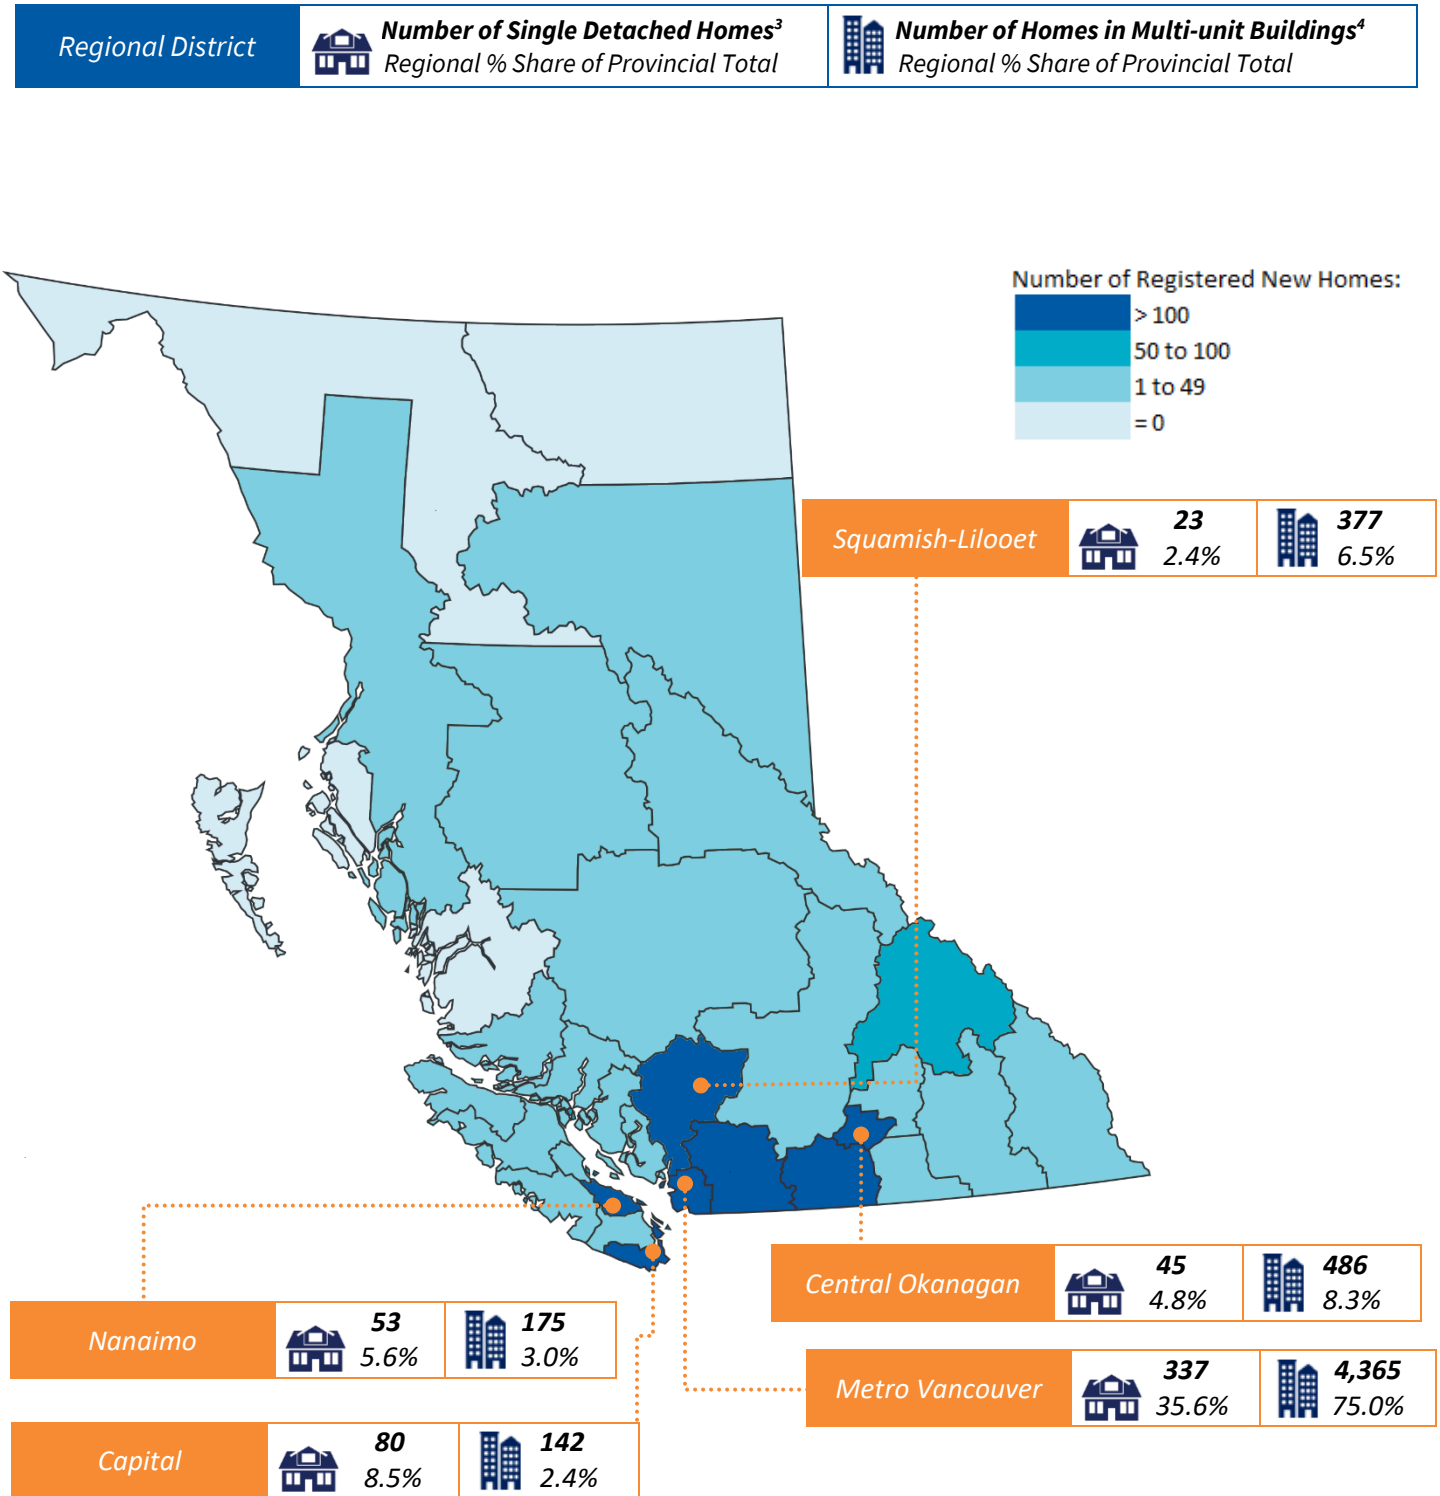 Regional District
Number of Single Detached Homes³
Regional % Share of Provincial Total
Number of Homes in Multi-unit Buildings⁴
Regional % Share of Provincial Total
Number of Registered New Homes:
> 100
50 to 100
1 to 49
= 0
Squamish-Lilooet
23
2.4%
377
6.5%
Central Okanagan
45
4.8%
486
8.3%
Nanaimo
53
5.6%
175
3.0%
Metro Vancouver
337
35.6%
4,365
75.0%
Capital
80
8.5%
142
2.4%